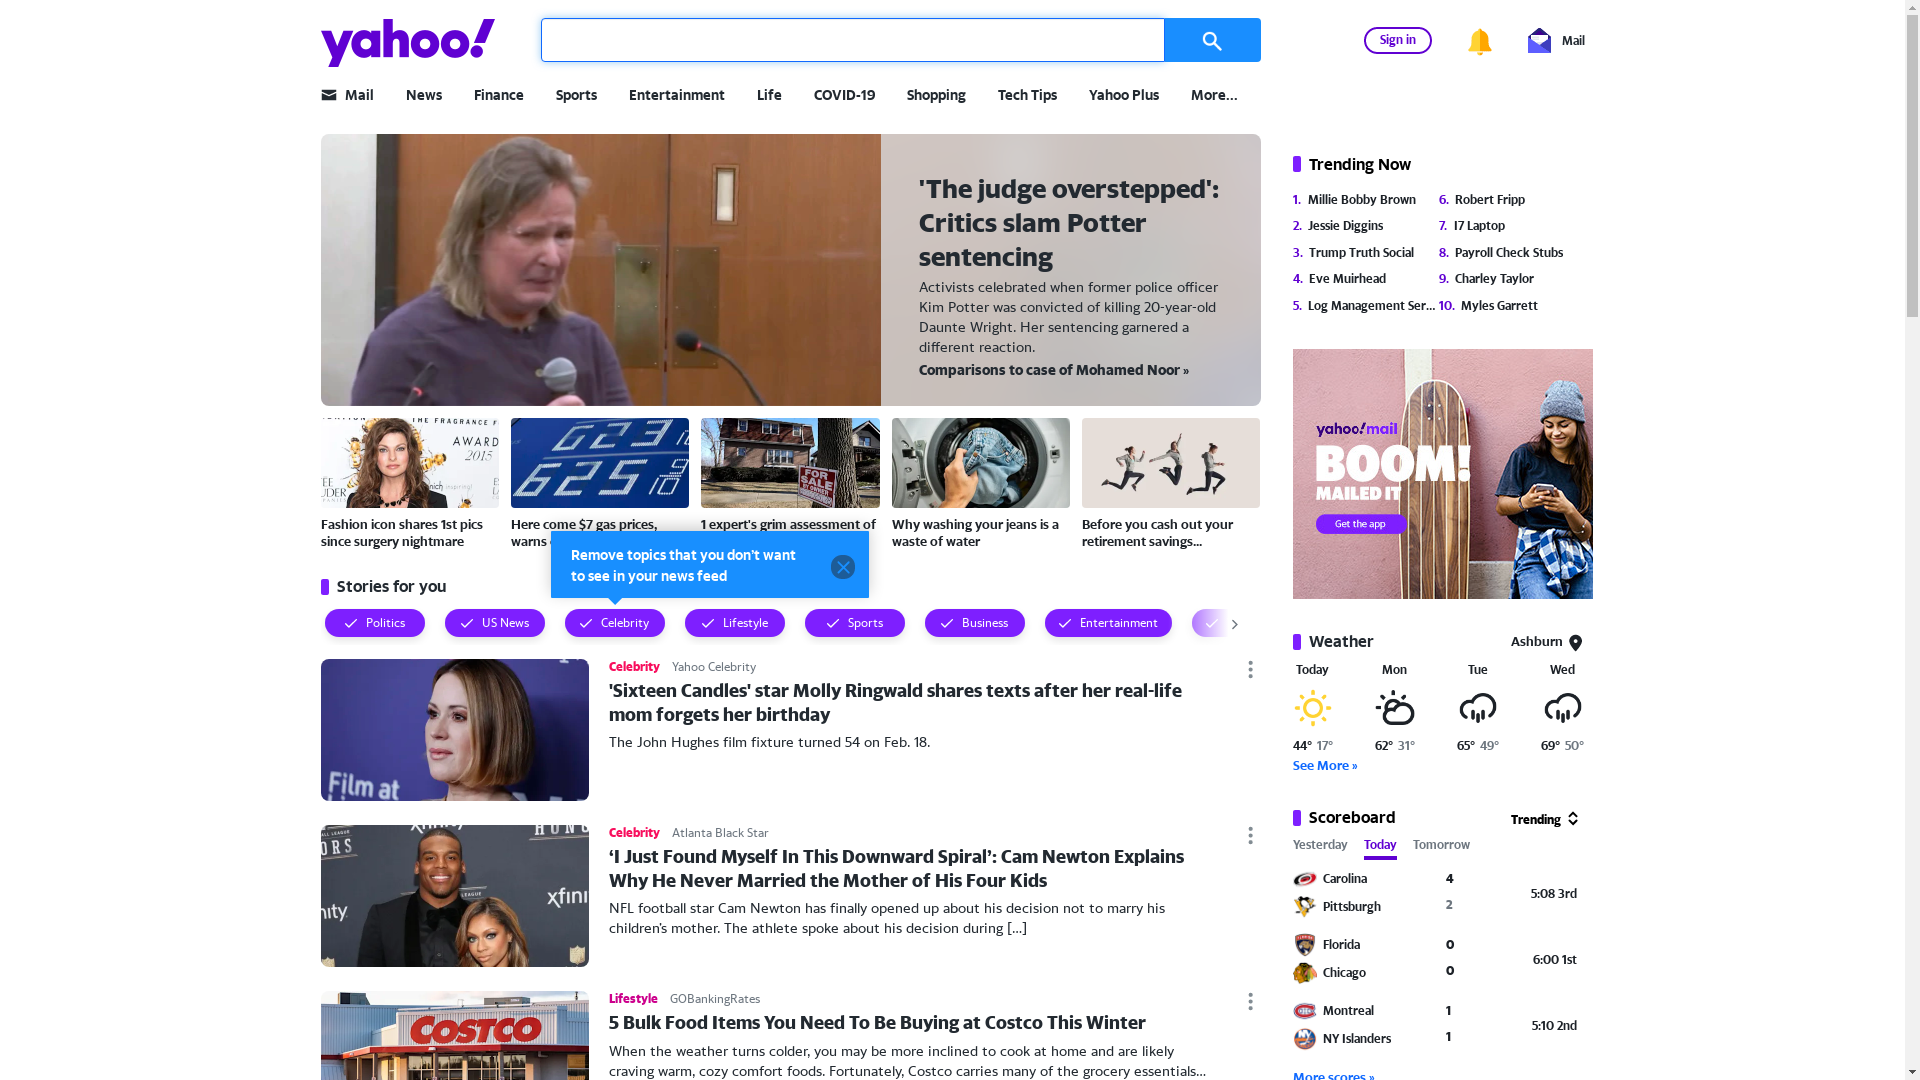 yahoo!
Sign in
Mail
Mail
News
Finance
Sports
Entertainment
Life
COVID-19
Shopping
Tech Tips
Yahoo Plus
More...
'The judge overstepped':
Critics slam Potter
sentencing
Activists celebrated when former police officer
Kim Potter was convicted of killing 20-year-old
Daunte Wright. Her sentencing garnered a
different reaction.
Comparisons to case of Mohamed Noor »
THE FRAGRANCE F
AWARD
2015
623
625 9/10
FOR
SALE
BY OWNER
Fashion icon shares 1st pics
since surgery nightmare
Here come $7 gas prices,
warns
1 expert's grim assessment of
Why washing your jeans is a
waste of water
Before you cash out your
retirement savings...
Remove topics that you don't want
to see in your news feed
Stories for you
Politics
US News
Celebrity
Lifestyle
Sports
Business
Entertainment
Film at
Celebrity Yahoo Celebrity
'Sixteen Candles' star Molly Ringwald shares texts after her real-life
mom forgets her birthday
The John Hughes film fixture turned 54 on Feb. 18.
xfini
Celebrity Atlanta Black Star
‘I Just Found Myself In This Downward Spiral’: Cam Newton Explains
Why He Never Married the Mother of His Four Kids
NFL football star Cam Newton has finally opened up about his decision not to marry his
children's mother. The athlete spoke about his decision during […]
COSTCO
Lifestyle GOBankingRates
5 Bulk Food Items You Need To Be Buying at Costco This Winter
When the weather turns colder, you may be more inclined to cook at home and are likely
craving warm, cozy comfort foods. Fortunately, Costco carries many of the grocery essentials…
Trending Now
1. Millie Bobby Brown
2. Jessie Diggins
3. Trump Truth Social
4. Eve Muirhead
5. Log Management Ser...
6. Robert Fripp
7. I7 Laptop
8. Payroll Check Stubs
9. Charley Taylor
10. Myles Garrett
yahoo!mail
BOOM!
MAILED IT
Get the app
Weather
Ashburn
Today Mon Tue Wed
44° 17° 62° 31° 65° 49° 69° 50°
See More »
Scoreboard
Trending
Yesterday Today Tomorrow
Carolina 4
Pittsburgh 2
5:08 3rd
Florida 0
Chicago 0
6:00 1st
Montreal 1
NY Islanders 1
5:10 2nd
More scores »